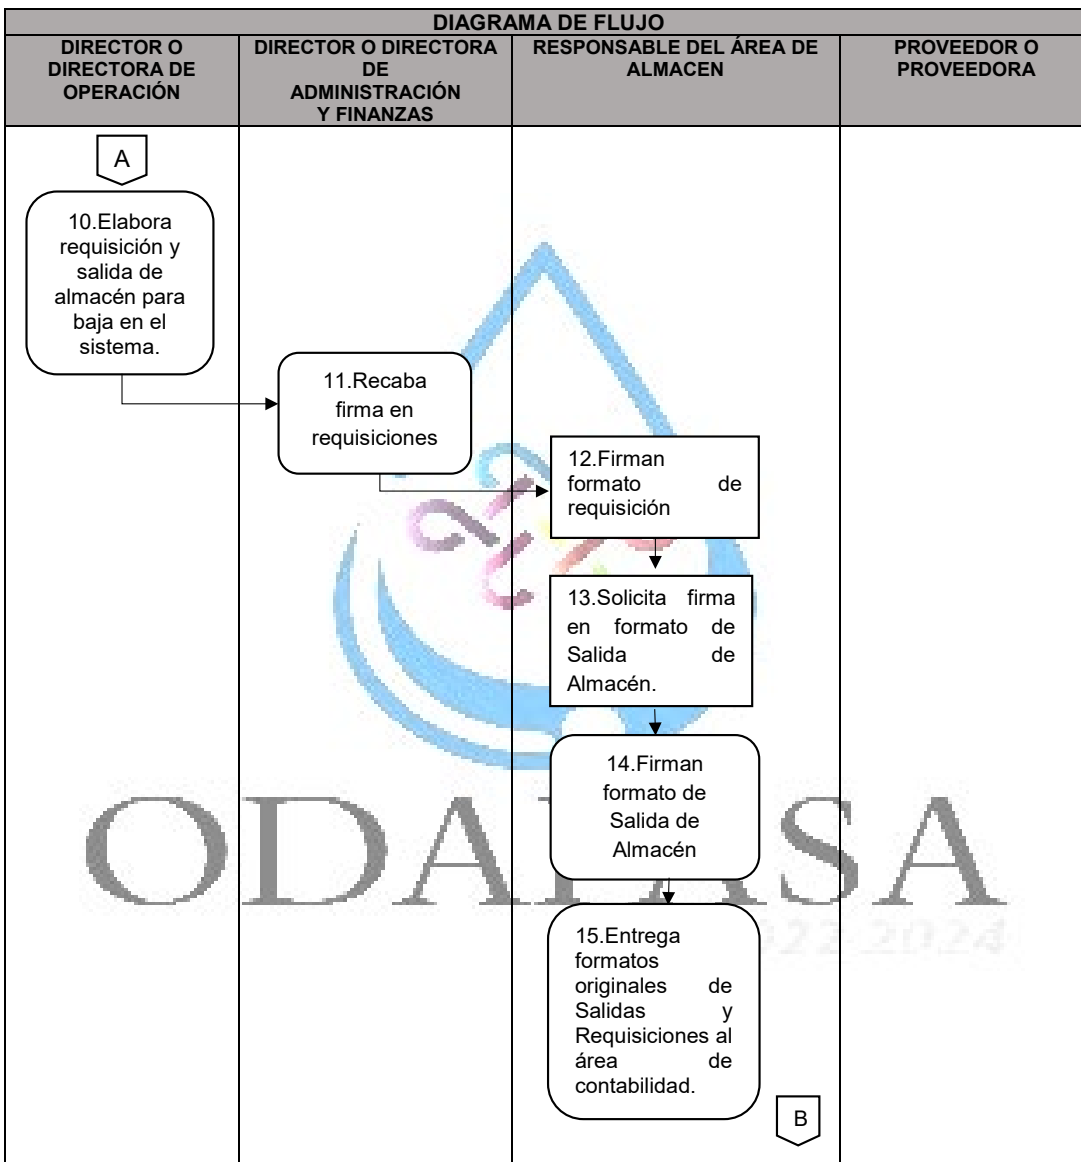 DIAGRAMA DE FLUJO
DIRECTOR O
DIRECTORA DE
OPERACIÓN
DIRECTOR O DIRECTORA
DE
ADMINISTRACIÓN
Y FINANZAS
RESPONSABLE DEL ÁREA DE
ALMACEN
PROVEEDOR O
PROVEEDORA
A
10.Elabora
requisición y
salida de
almacén para
baja en el
sistema.
11.Recaba
firma en
requisiciones
12.Firman
formato de
requisición
13.Solicita firma
en formato de
Salida de
Almacén.
14.Firman
formato de
Salida de
Almacén
ODAPASA
15.Entrega
formatos
originales de
Salidas y
Requisiciones al
área de
contabilidad.
2022-2024
B